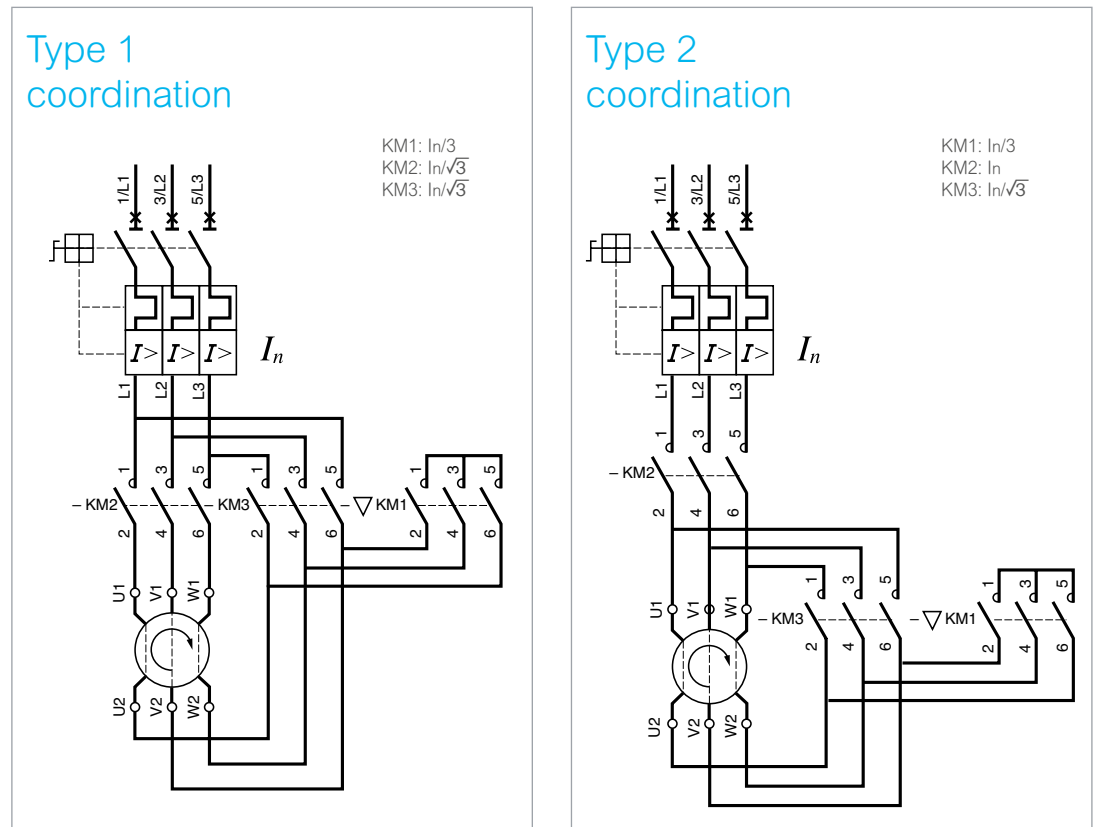 Type 1
coordination
KM1: In/3
KM2: In/√3
KM3: In/√3
1/L1 3/L2 5/L3
I> I> I> In
L1 L2 L3
1 3 5 1 3 5 1 3 5
– KM2 – KM3 – ▽ KM1
2 4 6 2 4 6 2 4 6
U1 V1 W1
U2 V2 W2
Type 2
coordination
KM1: In/3
KM2: In
KM3: In/√3
1/L1 3/L2 5/L3
I> I> I> In
L1 L2 L3
1 3 5
– KM2
2 4 6
1 3 5 1 3 5
U1 V1 W1
– KM3 – ▽ KM1
2 4 6 2 4 6
U2 V2 W2